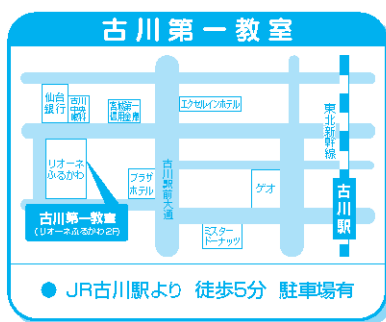 古川第一教室
仙台
銀行
古川
中央
眼科
宮城第一
信用金庫
エクセルインホテル
東北新幹線
リオーネ
ふるかわ
プラザ
ホテル
古川駅前大通
ゲオ
古川駅
古川第一教室
(リオーネふるかわ2F)
ミスター
ドーナッツ
● JR古川駅より 徒歩5分 駐車場有